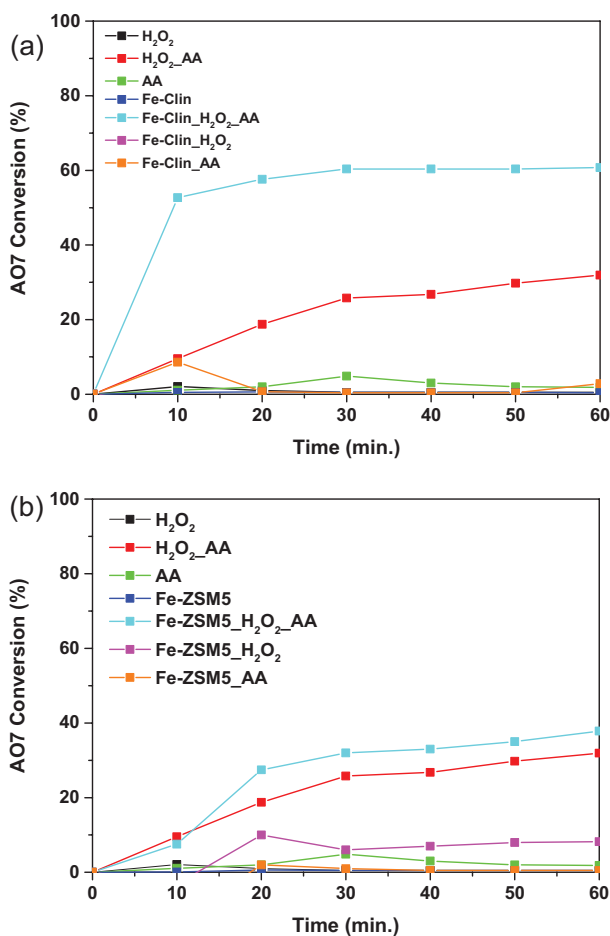 (a)
100
80
60
40
20
0
AO7 Conversion (%)
H₂O₂
H₂O₂_AA
AA
Fe-Clin
Fe-Clin_H₂O₂_AA
Fe-Clin_H₂O₂
Fe-Clin_AA
0 10 20 30 40 50 60
Time (min.)
(b)
100
80
60
40
20
0
AO7 Conversion (%)
H₂O₂
H₂O₂_AA
AA
Fe-ZSM5
Fe-ZSM5_H₂O₂_AA
Fe-ZSM5_H₂O₂
Fe-ZSM5_AA
0 10 20 30 40 50 60
Time (min.)